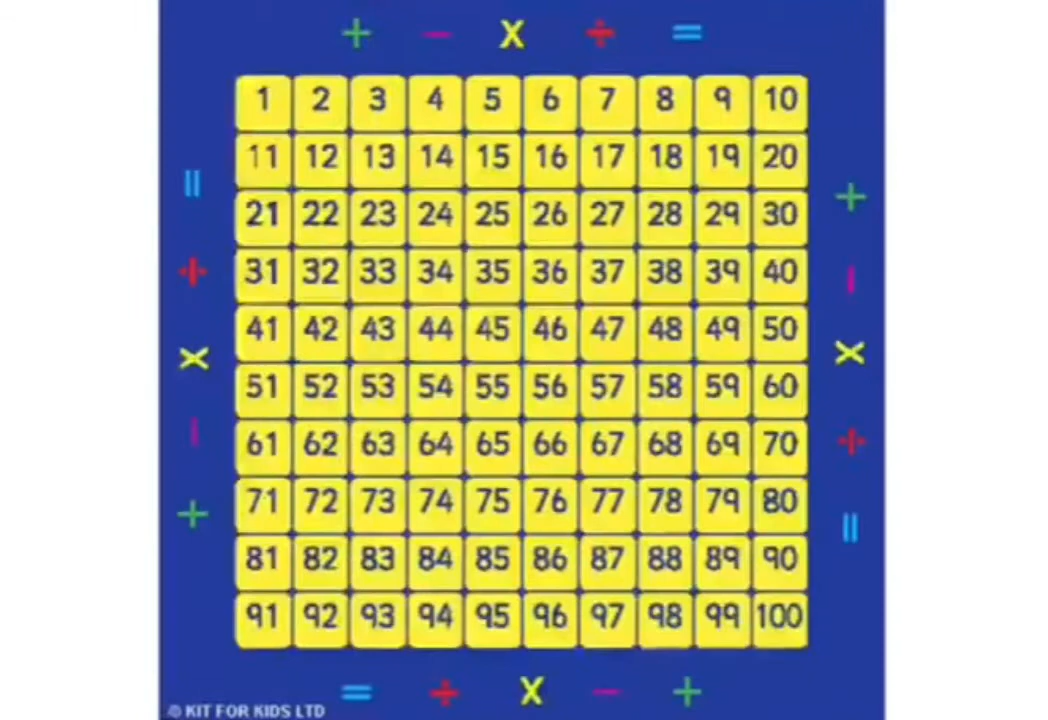 + − x ÷ =
1 2 3 4 5 6 7 8 9 10
11 12 13 14 15 16 17 18 19 20
21 22 23 24 25 26 27 28 29 30
31 32 33 34 35 36 37 38 39 40
41 42 43 44 45 46 47 48 49 50
51 52 53 54 55 56 57 58 59 60
61 62 63 64 65 66 67 68 69 70
71 72 73 74 75 76 77 78 79 80
81 82 83 84 85 86 87 88 89 90
91 92 93 94 95 96 97 98 99 100
= ÷ x − +
+ − x ÷ =
= ÷ x − +
© KIT FOR KIDS LTD